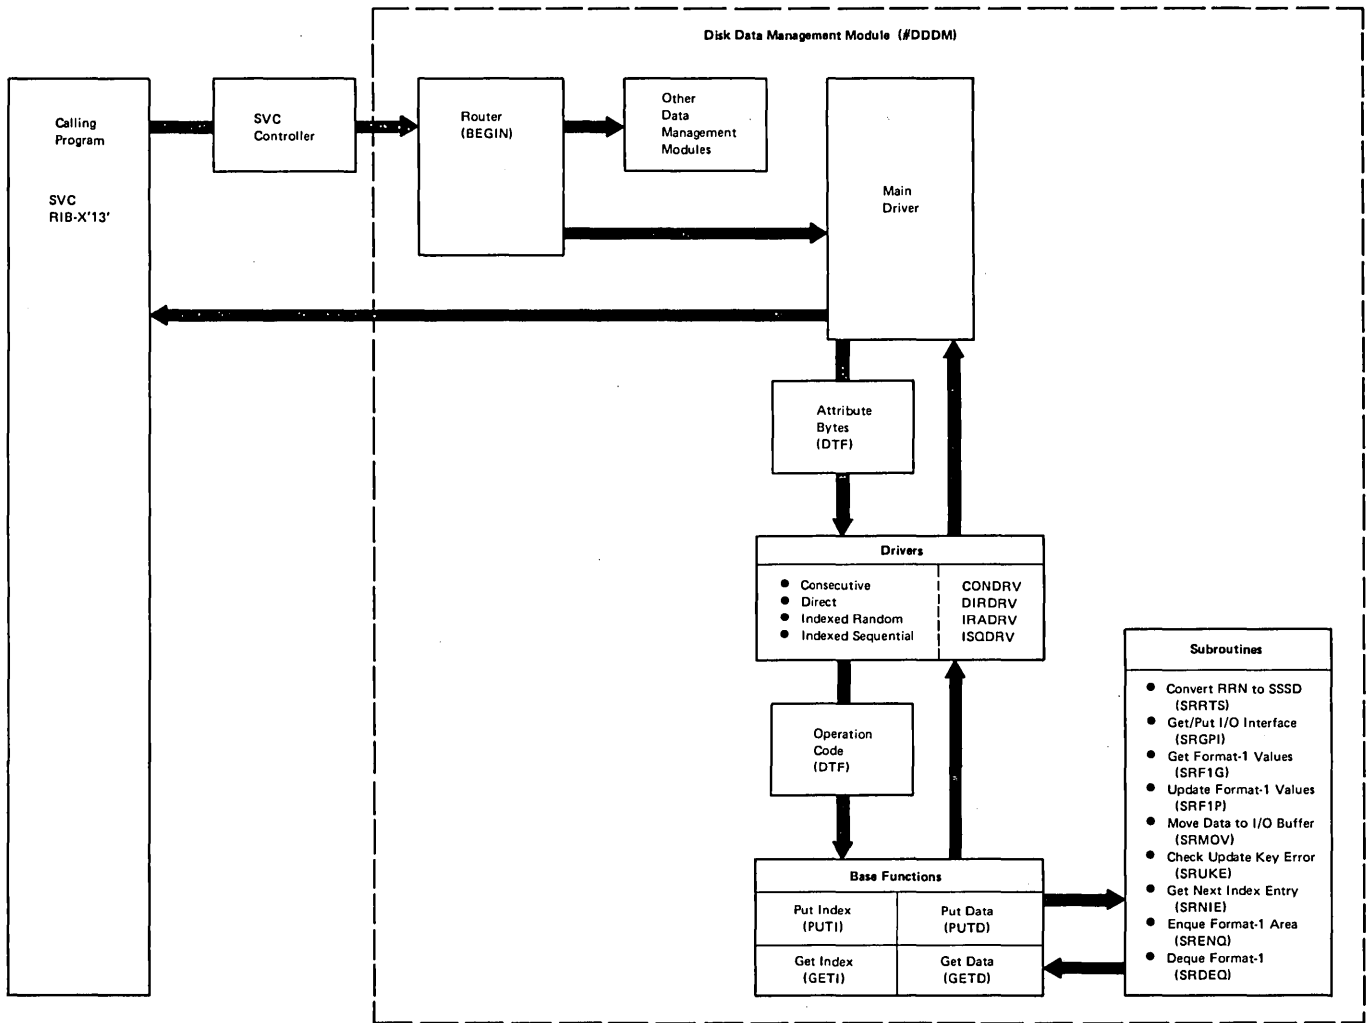 Disk Data Management Module (#DDDM)
Calling
Program
SVC
RIB-X'13'
SVC
Controller
Router
(BEGIN)
Other
Data
Management
Modules
Main
Driver
Attribute
Bytes
(DTF)
Drivers
● Consecutive
● Direct
● Indexed Random
● Indexed Sequential
CONDRV
DIRDRV
IRADRV
ISQDRV
Operation
Code
(DTF)
Base Functions
Put Index
(PUTI)
Put Data
(PUTD)
Get Index
(GETI)
Get Data
(GETD)
Subroutines
● Convert RRN to SSSD
(SRRTS)
● Get/Put I/O Interface
(SRGPI)
● Get Format-1 Values
(SRF1G)
● Update Format-1 Values
(SRF1P)
● Move Data to I/O Buffer
(SRMOV)
● Check Update Key Error
(SRUKE)
● Get Next Index Entry
(SRNIE)
● Enque Format-1 Area
(SRENQ)
● Deque Format-1
(SRDEQ)